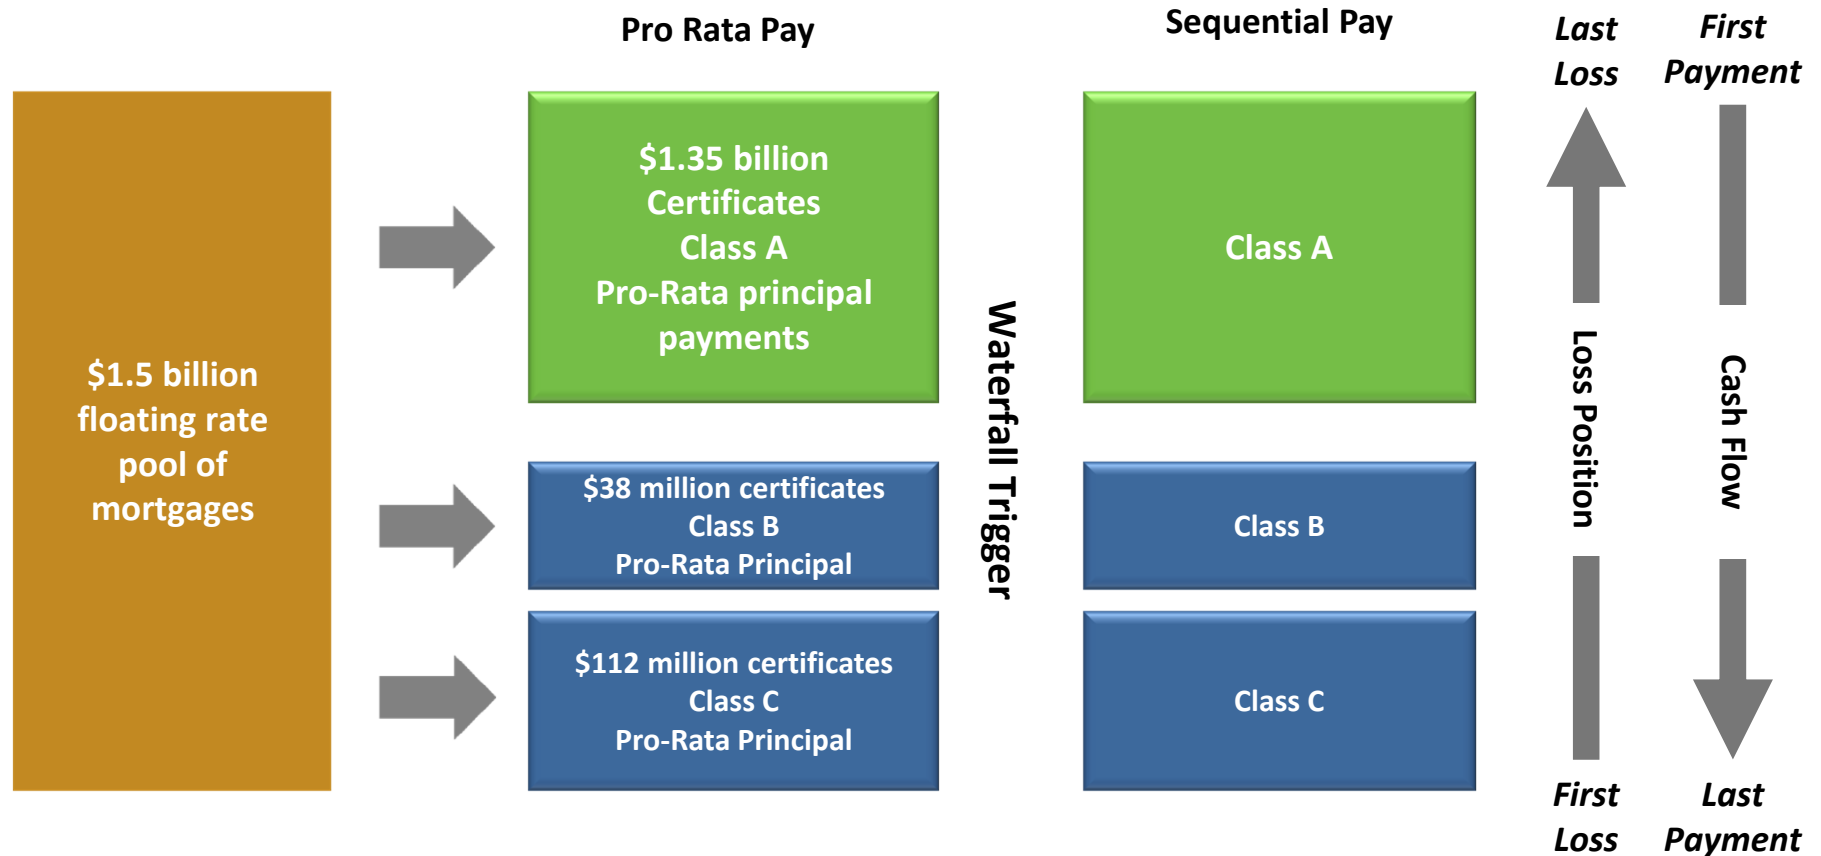 Pro Rata Pay
Sequential Pay
Last
Loss
First
Payment
$1.5 billion
floating rate
pool of
mortgages
$1.35 billion
Certificates
Class A
Pro-Rata principal
payments
$38 million certificates
Class B
Pro-Rata Principal
$112 million certificates
Class C
Pro-Rata Principal
Waterfall Trigger
Class A
Class B
Class C
Loss Position
Cash Flow
First
Loss
Last
Payment